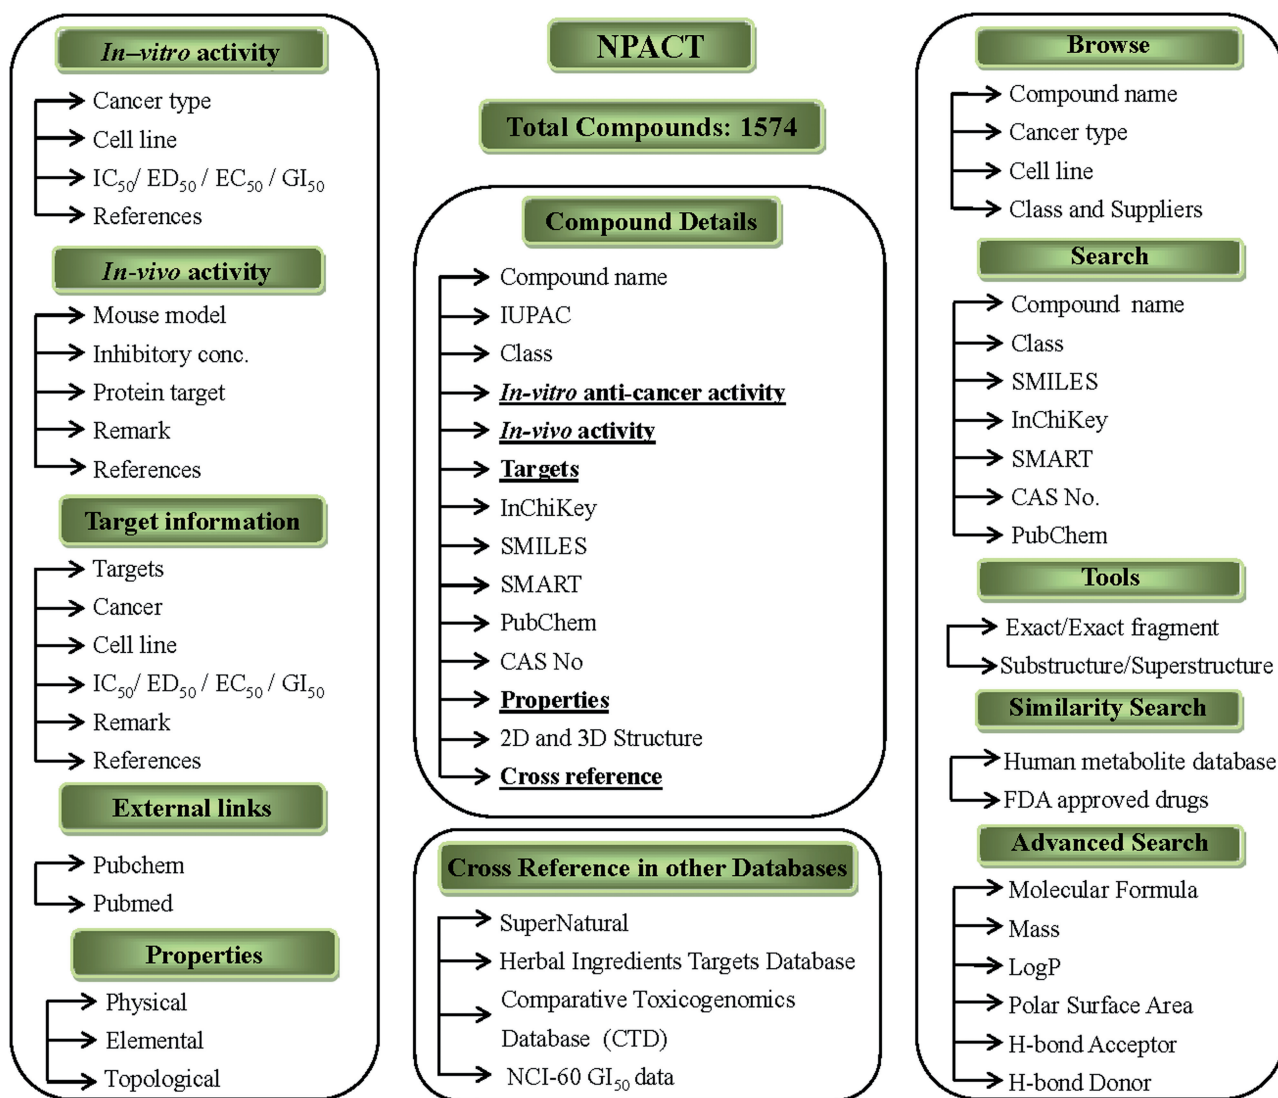 In–vitro activity
Cancer type
Cell line
IC50/ ED50 / EC50 / GI50
References
In-vivo activity
Mouse model
Inhibitory conc.
Protein target
Remark
References
Target information
Targets
Cancer
Cell line
IC50/ ED50 / EC50 / GI50
Remark
References
External links
Pubchem
Pubmed
Properties
Physical
Elemental
Topological
NPACT
Total Compounds: 1574
Compound Details
Compound name
IUPAC
Class
In-vitro anti-cancer activity
In-vivo activity
Targets
InChiKey
SMILES
SMART
PubChem
CAS No
Properties
2D and 3D Structure
Cross reference
Cross Reference in other Databases
SuperNatural
Herbal Ingredients Targets Database
Comparative Toxicogenomics
Database (CTD)
NCI-60 GI50 data
Browse
Compound name
Cancer type
Cell line
Class and Suppliers
Search
Compound name
Class
SMILES
InChiKey
SMART
CAS No.
PubChem
Tools
Exact/Exact fragment
Substructure/Superstructure
Similarity Search
Human metabolite database
FDA approved drugs
Advanced Search
Molecular Formula
Mass
LogP
Polar Surface Area
H-bond Acceptor
H-bond Donor